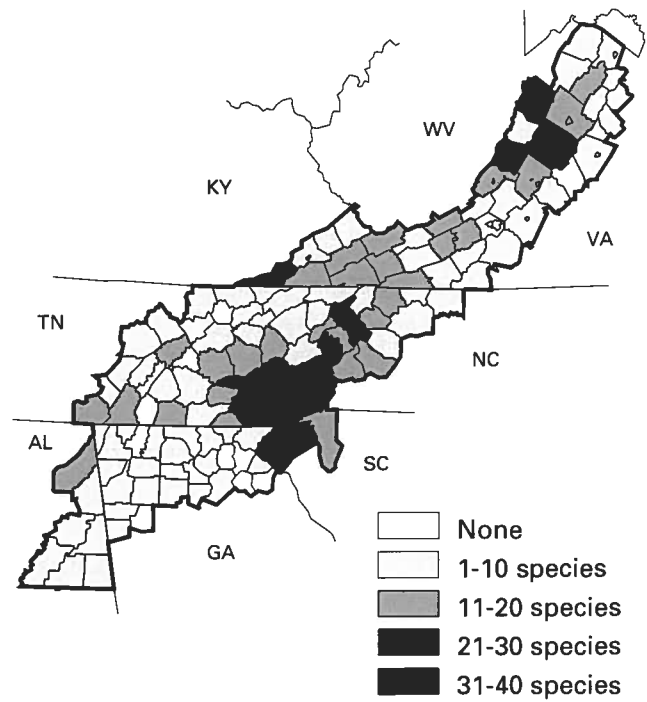 WV
KY
VA
TN
NC
AL
SC
GA
None
1-10 species
11-20 species
21-30 species
31-40 species